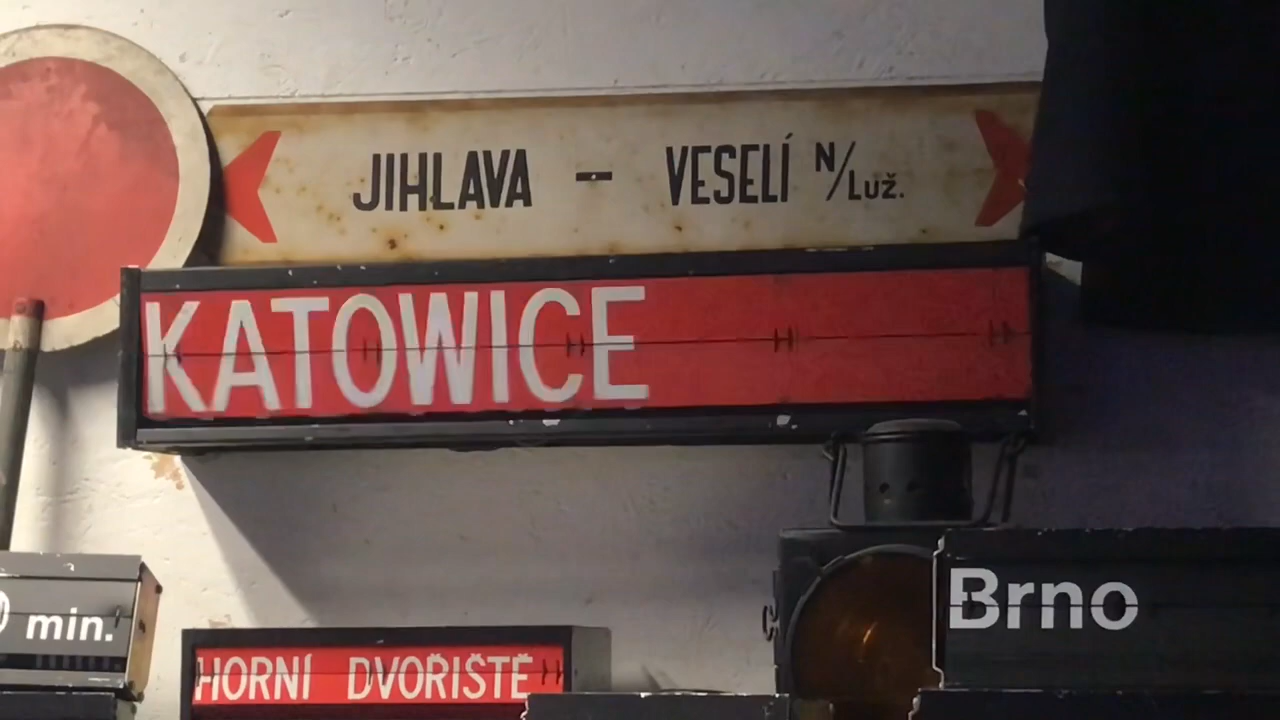 JIHLAVA – VESELÍ N/Luž.
KATOWICE
Brno
min.
HORNÍ DVOŘIŠTĚ